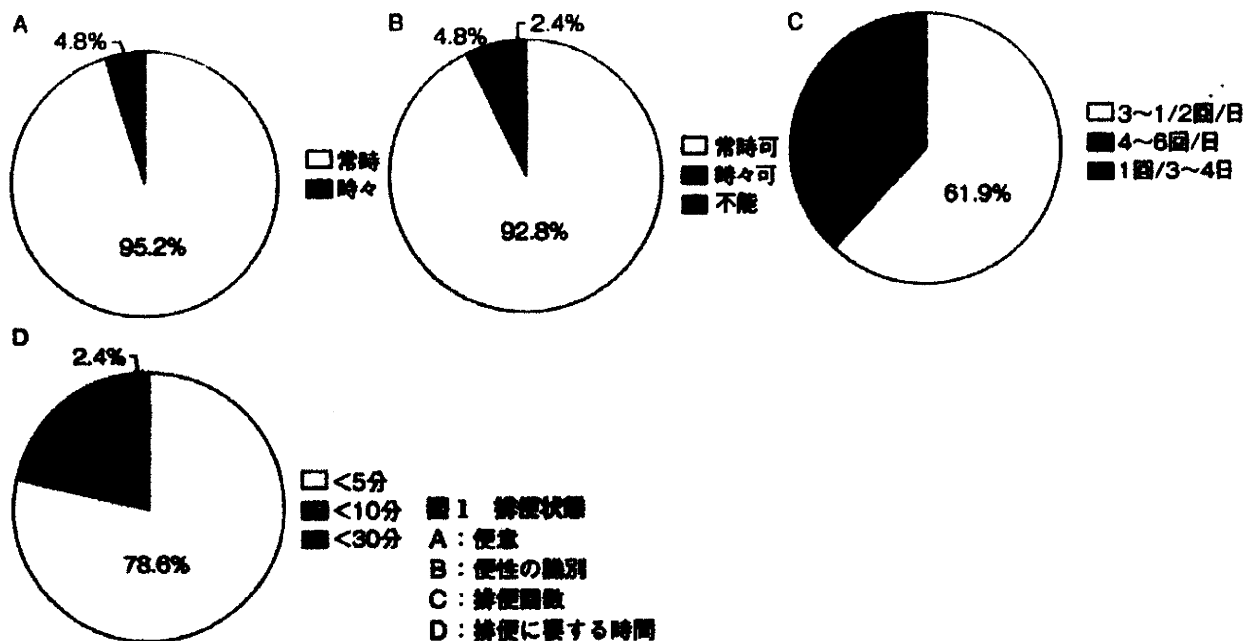 A
4.8%
95.2%
□常時
■時々
B
4.8%
2.4%
92.8%
□常時可
■時々可
■不能
C
61.9%
□3〜1/2回/日
■4〜6回/日
■1回/3〜4日
D
2.4%
78.6%
□<5分
■<10分
■<30分
図1 排便状態
A：便意
B：便性の識別
C：排便回数
D：排便に要する時間